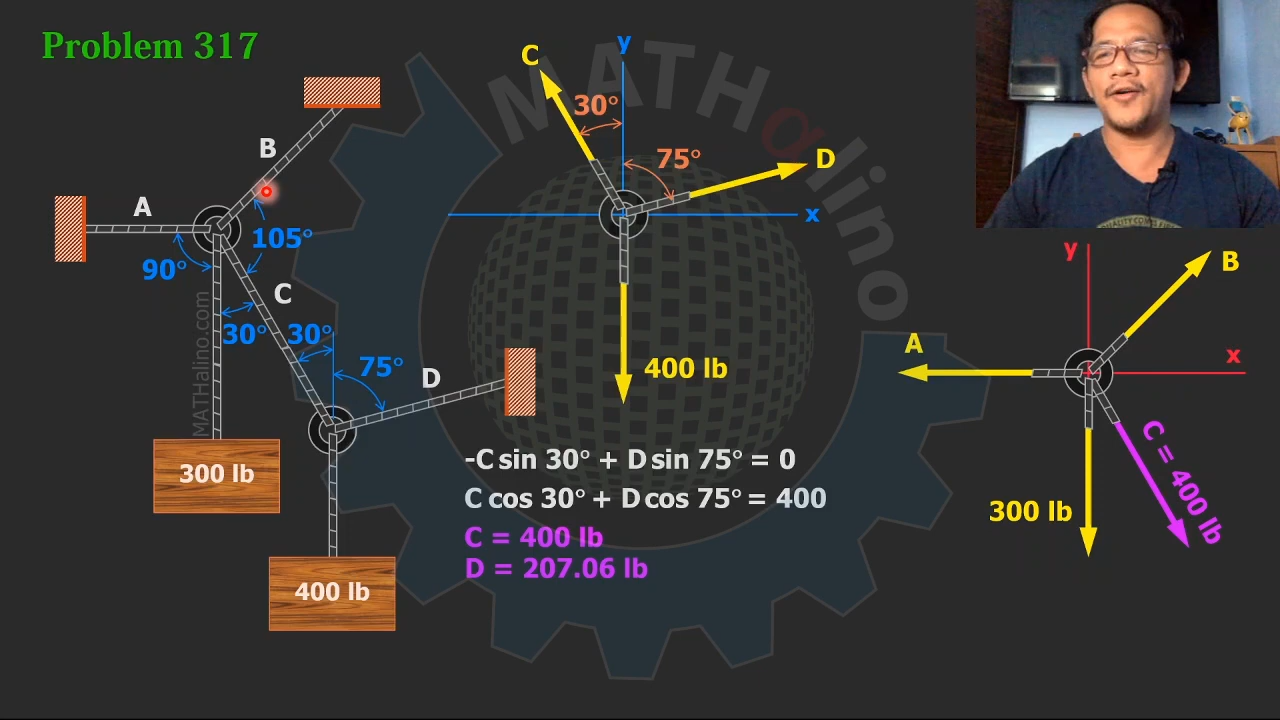 Problem 317
B
A
105°
90°
C
30°
30°
75°
D
300 lb
400 lb
MATHalino.com
MATHαlino
y
C
30°
75°
D
x
400 lb
-C sin 30° + D sin 75° = 0
C cos 30° + D cos 75° = 400
C = 400 lb
D = 207.06 lb
y
B
A
x
300 lb
C = 400 lb